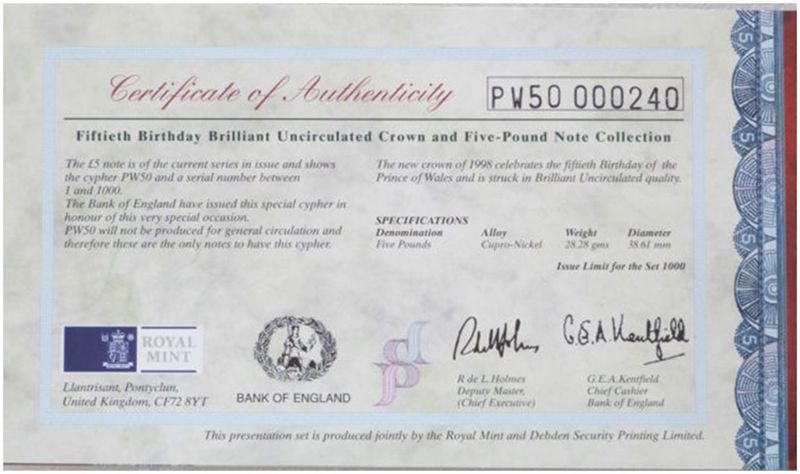 Certificate of Authenticity
PW50 000240
Fiftieth Birthday Brilliant Uncirculated Crown and Five-Pound Note Collection
The £5 note is of the current series in issue and shows
the cypher PW50 and a serial number between
1 and 1000.
The Bank of England have issued this special cypher in
honour of this very special occasion.
PW50 will not be produced for general circulation and
therefore these are the only notes to have this cypher.
The new crown of 1998 celebrates the fiftieth Birthday of the
Prince of Wales and is struck in Brilliant Uncirculated quality.
SPECIFICATIONS
Denomination Alloy Weight Diameter
Five Pounds Cupro-Nickel 28.28 gms 38.61 mm
Issue Limit for the Set 1000
ROYAL
MINT
Llantrisant, Pontyclun,
United Kingdom, CF72 8YT
BANK OF ENGLAND
R de L Holmes
R de L. Holmes
Deputy Master,
(Chief Executive)
G.E.A. Kentfield
G.E.A. Kentfield
Chief Cashier
Bank of England
This presentation set is produced jointly by the Royal Mint and Debden Security Printing Limited.
5
5
5
5
5